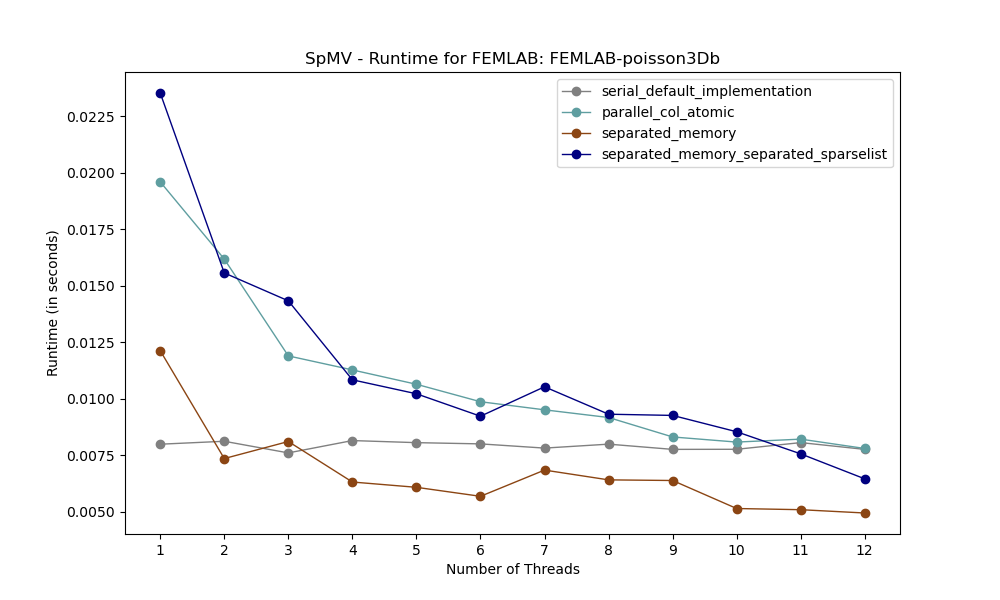 SpMV - Runtime for FEMLAB: FEMLAB-poisson3Db
serial_default_implementation
parallel_col_atomic
separated_memory
separated_memory_separated_sparselist
Runtime (in seconds)
0.0225
0.0200
0.0175
0.0150
0.0125
0.0100
0.0075
0.0050
1 2 3 4 5 6 7 8 9 10 11 12
Number of Threads